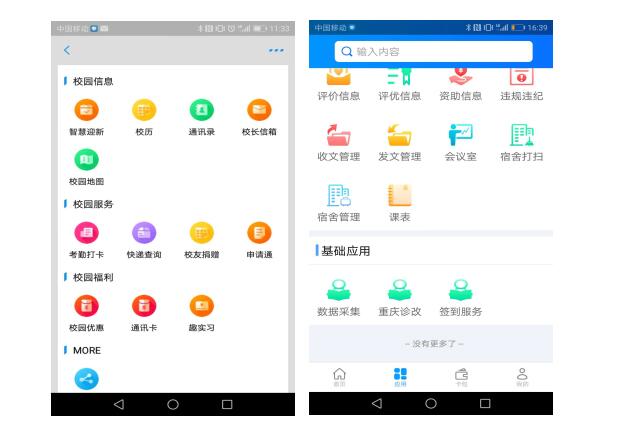 中国移动
11:33
校园信息
智慧迎新 校历 通讯录 校长信箱
校园地图
校园服务
考勤打卡 快递查询 校友捐赠 申请通
校园福利
校园优惠 通讯卡 趣实习
MORE
中国移动
16:39
输入内容
评价信息 评优信息 资助信息 违规违纪
收文管理 发文管理 会议室 宿舍打扫
宿舍管理 课表
基础应用
数据采集 重庆诊改 签到服务
-- 没有更多了 --
首页 应用 卡包 我的